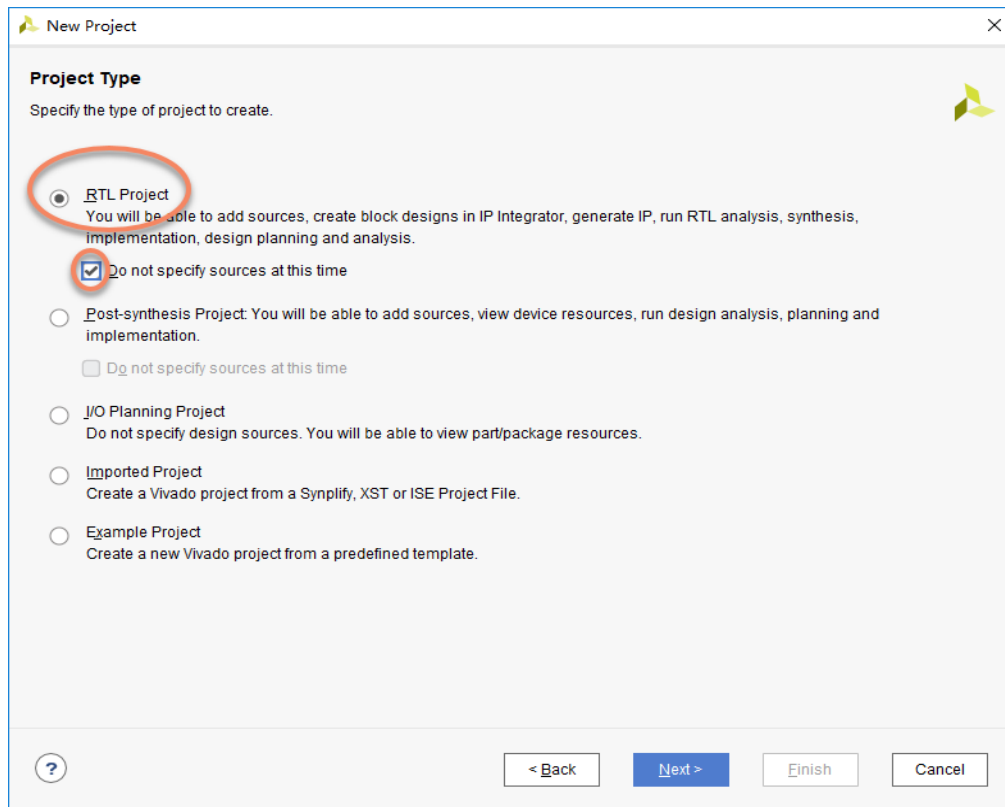 New Project
Project Type
Specify the type of project to create.
RTL Project
You will be able to add sources, create block designs in IP Integrator, generate IP, run RTL analysis, synthesis,
implementation, design planning and analysis.
Do not specify sources at this time
Post-synthesis Project: You will be able to add sources, view device resources, run design analysis, planning and
implementation.
Do not specify sources at this time
I/O Planning Project
Do not specify design sources. You will be able to view part/package resources.
Imported Project
Create a Vivado project from a Synplify, XST or ISE Project File.
Example Project
Create a new Vivado project from a predefined template.
? < Back Next > Finish Cancel